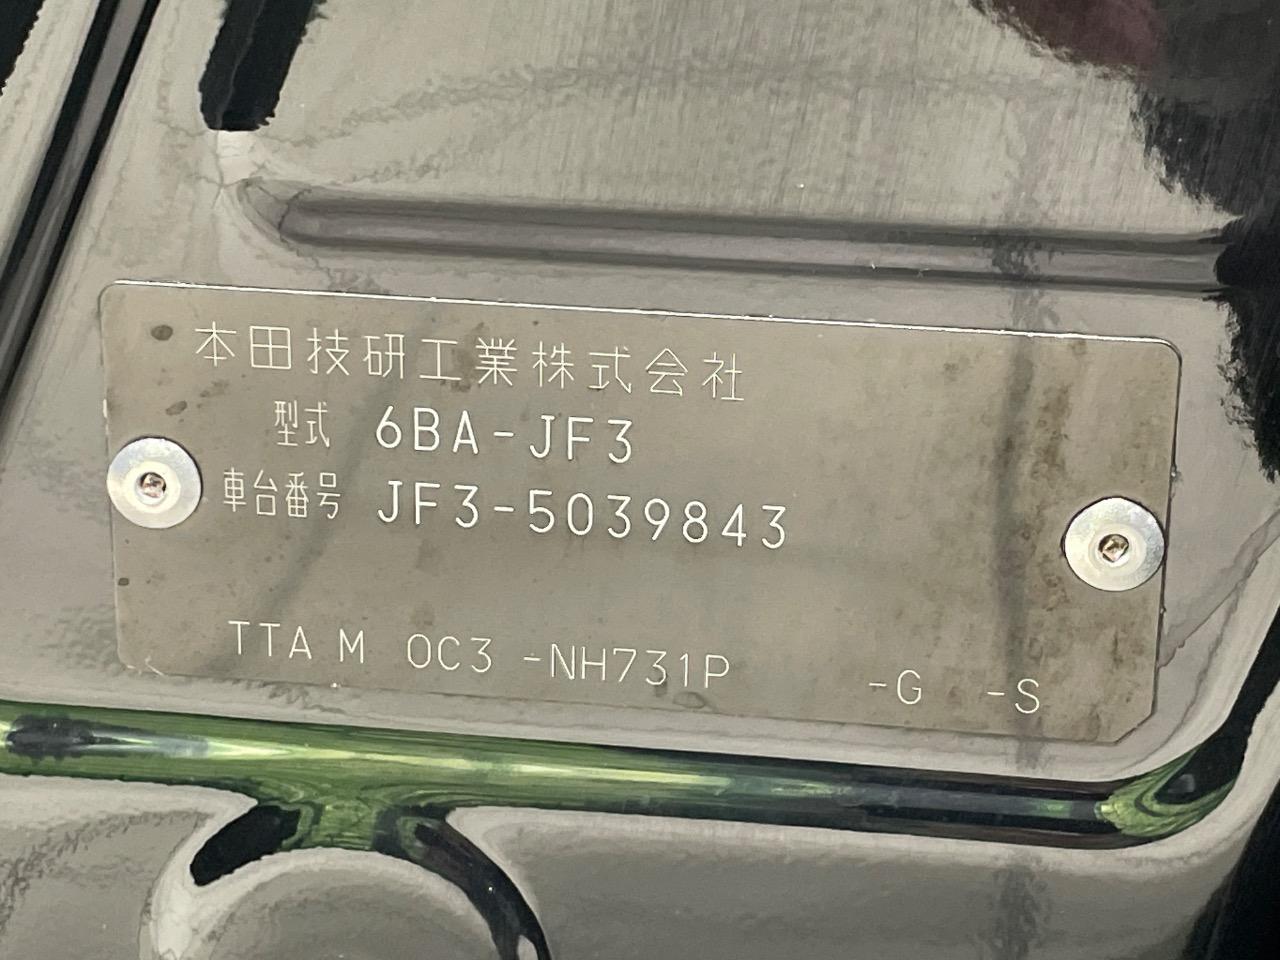 本田技研工業株式会社
型式 6BA-JF3
車台番号 JF3-5039843
TTA M 0C3 -NH731P -G -S